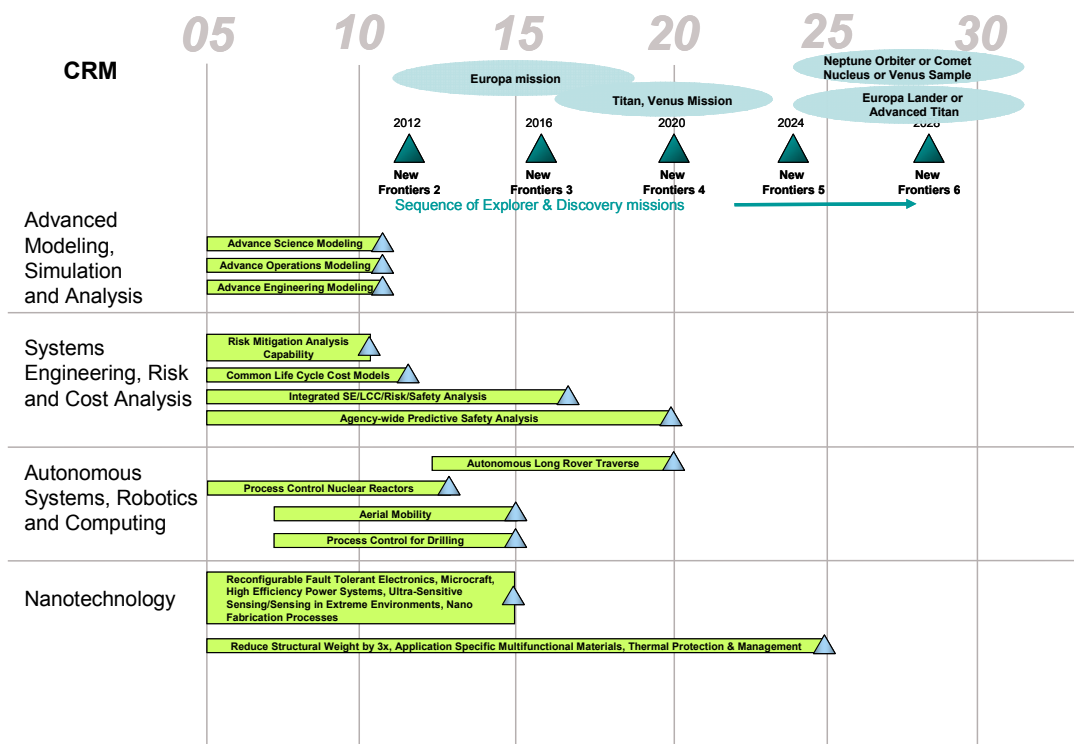 05 10 15 20 25 30
CRM
Europa mission
Titan, Venus Mission
Neptune Orbiter or Comet
Nucleus or Venus Sample
Europa Lander or
Advanced Titan
2012 2016 2020 2024 2028
New New New New New
Frontiers 2 Frontiers 3 Frontiers 4 Frontiers 5 Frontiers 6
Sequence of Explorer & Discovery missions
Advanced
Modeling,
Simulation
and Analysis
Advance Science Modeling
Advance Operations Modeling
Advance Engineering Modeling
Systems
Engineering, Risk
and Cost Analysis
Risk Mitigation Analysis
Capability
Common Life Cycle Cost Models
Integrated SE/LCC/Risk/Safety Analysis
Agency-wide Predictive Safety Analysis
Autonomous
Systems, Robotics
and Computing
Autonomous Long Rover Traverse
Process Control Nuclear Reactors
Aerial Mobility
Process Control for Drilling
Nanotechnology
Reconfigurable Fault Tolerant Electronics, Microcraft,
High Efficiency Power Systems, Ultra-Sensitive
Sensing/Sensing in Extreme Environments, Nano
Fabrication Processes
Reduce Structural Weight by 3x, Application Specific Multifunctional Materials, Thermal Protection & Management